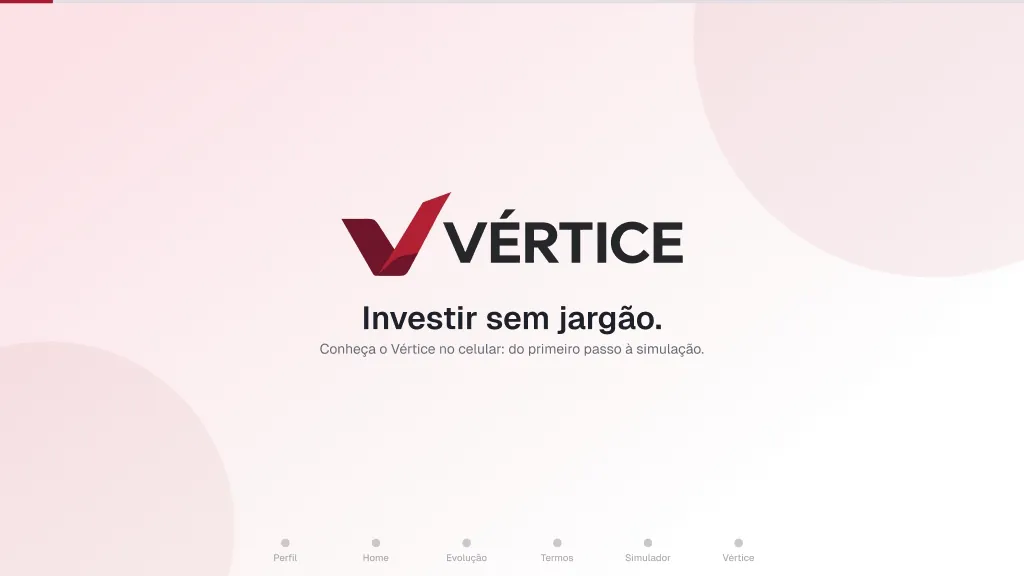 VÉRTICE
Investir sem jargão.
Conheça o Vértice no celular: do primeiro passo à simulação.
Perfil Home Evolução Termos Simulador Vértice